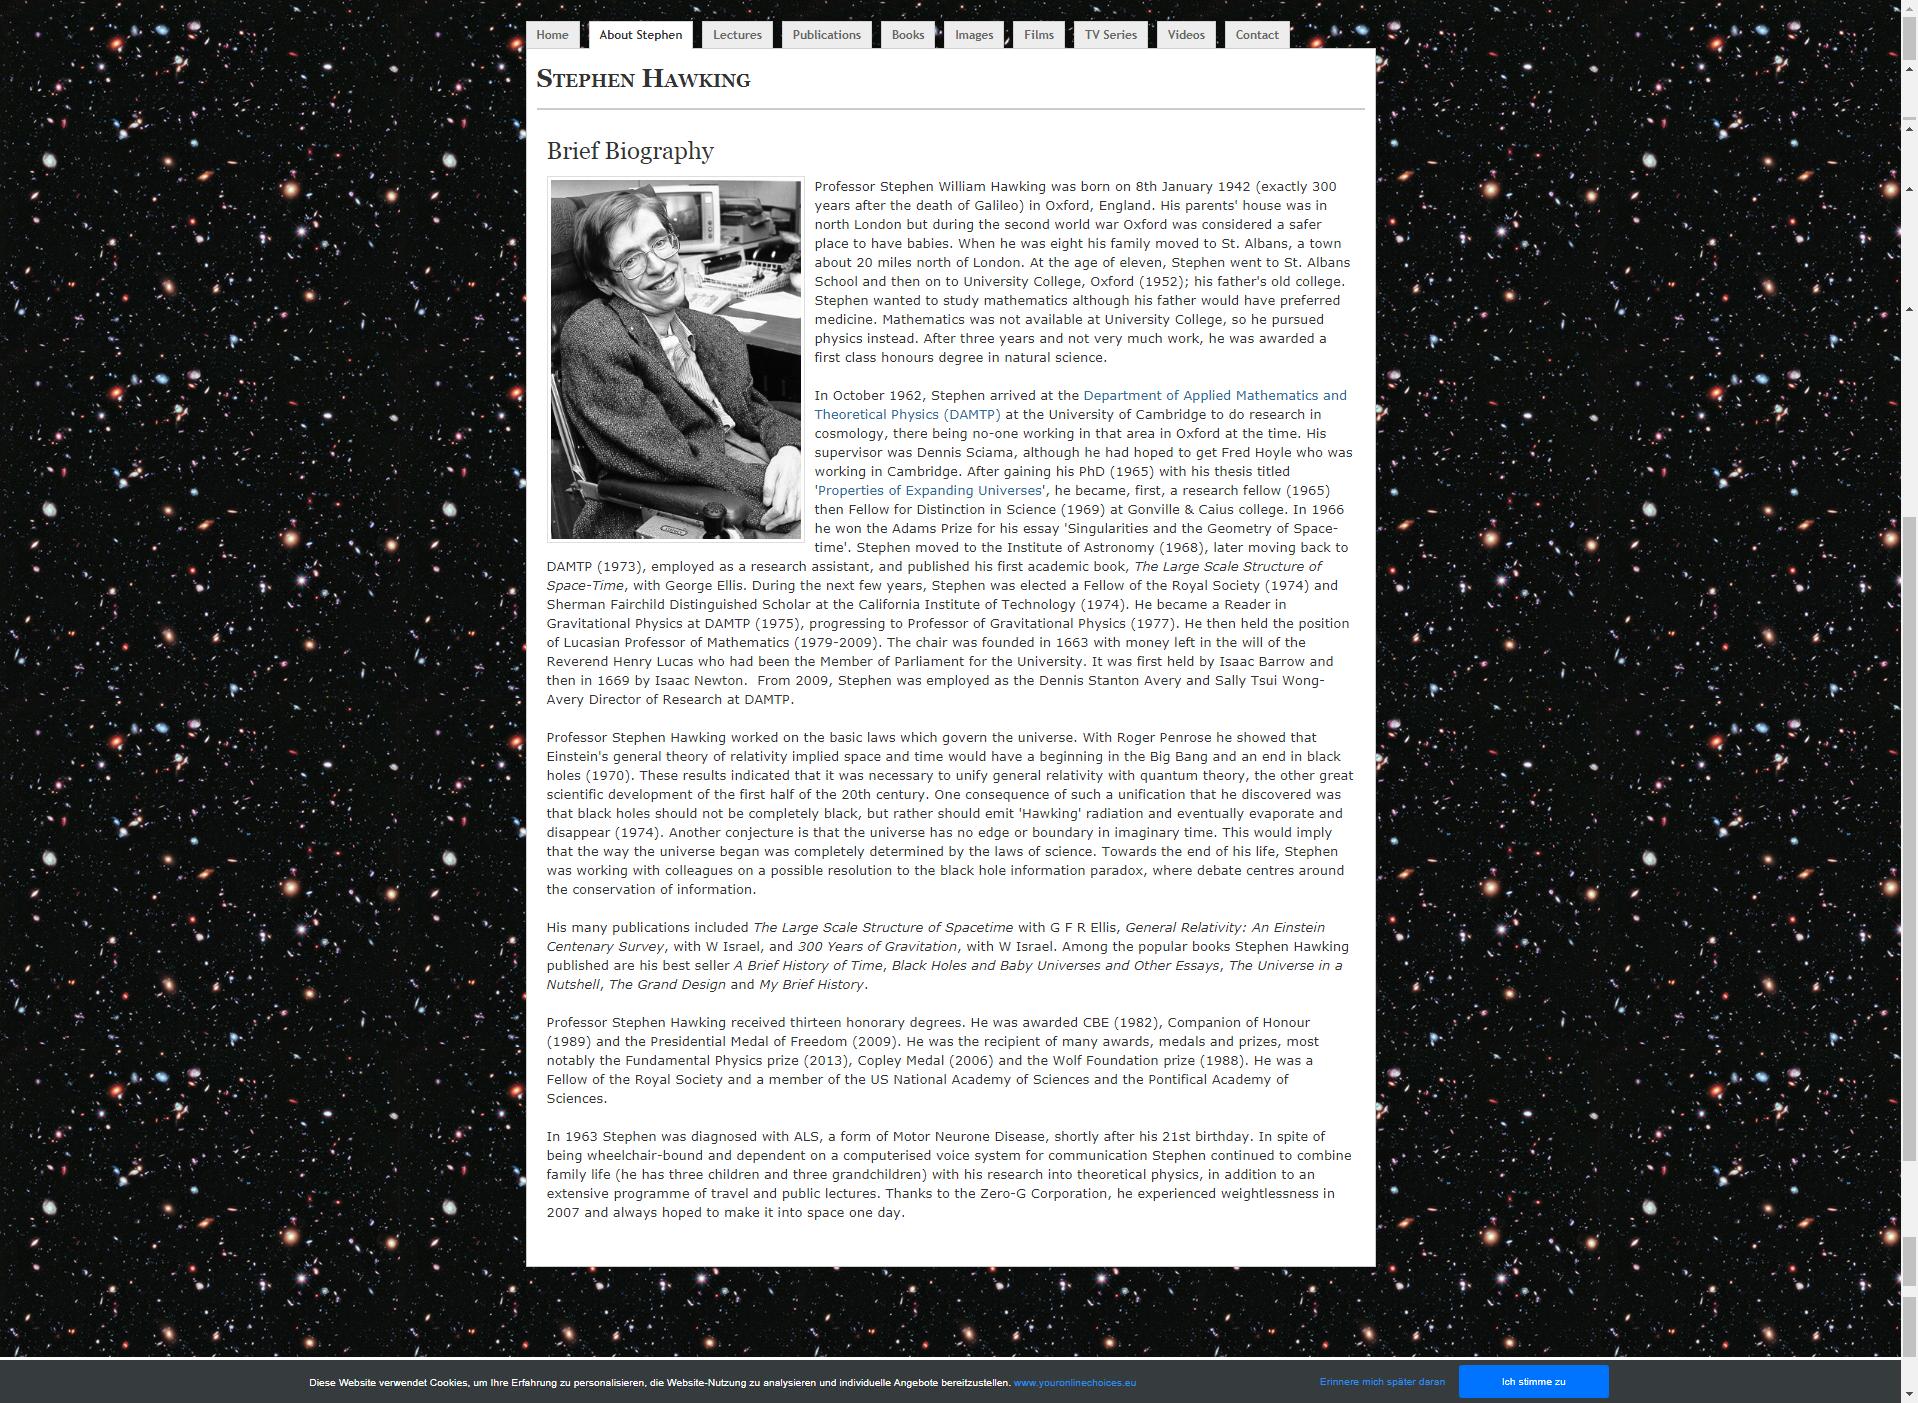 Home About Stephen Lectures Publications Books Images Films TV Series Videos Contact
Stephen Hawking
Brief Biography
Professor Stephen William Hawking was born on 8th January 1942 (exactly 300
years after the death of Galileo) in Oxford, England. His parents' house was in
north London but during the second world war Oxford was considered a safer
place to have babies. When he was eight his family moved to St. Albans, a town
about 20 miles north of London. At the age of eleven, Stephen went to St. Albans
School and then on to University College, Oxford (1952); his father's old college.
Stephen wanted to study mathematics although his father would have preferred
medicine. Mathematics was not available at University College, so he pursued
physics instead. After three years and not very much work, he was awarded a
first class honours degree in natural science.
In October 1962, Stephen arrived at the Department of Applied Mathematics and
Theoretical Physics (DAMTP) at the University of Cambridge to do research in
cosmology, there being no-one working in that area in Oxford at the time. His
supervisor was Dennis Sciama, although he had hoped to get Fred Hoyle who was
working in Cambridge. After gaining his PhD (1965) with his thesis titled
'Properties of Expanding Universes', he became, first, a research fellow (1965)
then Fellow for Distinction in Science (1969) at Gonville & Caius college. In 1966
he won the Adams Prize for his essay 'Singularities and the Geometry of Space-
time'. Stephen moved to the Institute of Astronomy (1968), later moving back to
DAMTP (1973), employed as a research assistant, and published his first academic book, The Large Scale Structure of
Space-Time, with George Ellis. During the next few years, Stephen was elected a Fellow of the Royal Society (1974) and
Sherman Fairchild Distinguished Scholar at the California Institute of Technology (1974). He became a Reader in
Gravitational Physics at DAMTP (1975), progressing to Professor of Gravitational Physics (1977). He then held the position
of Lucasian Professor of Mathematics (1979-2009). The chair was founded in 1663 with money left in the will of the
Reverend Henry Lucas who had been the Member of Parliament for the University. It was first held by Isaac Barrow and
then in 1669 by Isaac Newton.  From 2009, Stephen was employed as the Dennis Stanton Avery and Sally Tsui Wong-
Avery Director of Research at DAMTP.
Professor Stephen Hawking worked on the basic laws which govern the universe. With Roger Penrose he showed that
Einstein's general theory of relativity implied space and time would have a beginning in the Big Bang and an end in black
holes (1970). These results indicated that it was necessary to unify general relativity with quantum theory, the other great
scientific development of the first half of the 20th century. One consequence of such a unification that he discovered was
that black holes should not be completely black, but rather should emit 'Hawking' radiation and eventually evaporate and
disappear (1974). Another conjecture is that the universe has no edge or boundary in imaginary time. This would imply
that the way the universe began was completely determined by the laws of science. Towards the end of his life, Stephen
was working with colleagues on a possible resolution to the black hole information paradox, where debate centres around
the conservation of information.
His many publications included The Large Scale Structure of Spacetime with G F R Ellis, General Relativity: An Einstein
Centenary Survey, with W Israel, and 300 Years of Gravitation, with W Israel. Among the popular books Stephen Hawking
published are his best seller A Brief History of Time, Black Holes and Baby Universes and Other Essays, The Universe in a
Nutshell, The Grand Design and My Brief History.
Professor Stephen Hawking received thirteen honorary degrees. He was awarded CBE (1982), Companion of Honour
(1989) and the Presidential Medal of Freedom (2009). He was the recipient of many awards, medals and prizes, most
notably the Fundamental Physics prize (2013), Copley Medal (2006) and the Wolf Foundation prize (1988). He was a
Fellow of the Royal Society and a member of the US National Academy of Sciences and the Pontifical Academy of
Sciences.
In 1963 Stephen was diagnosed with ALS, a form of Motor Neurone Disease, shortly after his 21st birthday. In spite of
being wheelchair-bound and dependent on a computerised voice system for communication Stephen continued to combine
family life (he has three children and three grandchildren) with his research into theoretical physics, in addition to an
extensive programme of travel and public lectures. Thanks to the Zero-G Corporation, he experienced weightlessness in
2007 and always hoped to make it into space one day.
Diese Website verwendet Cookies, um Ihre Erfahrung zu personalisieren, die Website-Nutzung zu analysieren und individuelle Angebote bereitzustellen. www.youronlinechoices.eu Erinnere mich später daran Ich stimme zu